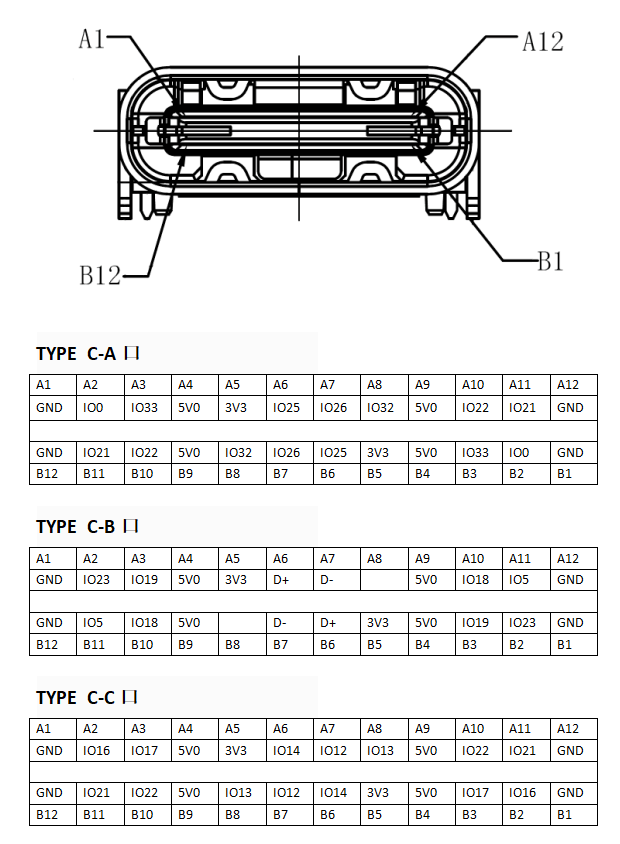 A1
A12
B12
B1
TYPE C-A 口
A1 A2 A3 A4 A5 A6 A7 A8 A9 A10 A11 A12
GND IO0 IO33 5V0 3V3 IO25 IO26 IO32 5V0 IO22 IO21 GND
GND IO21 IO22 5V0 IO32 IO26 IO25 3V3 5V0 IO33 IO0 GND
B12 B11 B10 B9 B8 B7 B6 B5 B4 B3 B2 B1
TYPE C-B 口
A1 A2 A3 A4 A5 A6 A7 A8 A9 A10 A11 A12
GND IO23 IO19 5V0 3V3 D+ D- 5V0 IO18 IO5 GND
GND IO5 IO18 5V0 D- D+ 3V3 5V0 IO19 IO23 GND
B12 B11 B10 B9 B8 B7 B6 B5 B4 B3 B2 B1
TYPE C-C 口
A1 A2 A3 A4 A5 A6 A7 A8 A9 A10 A11 A12
GND IO16 IO17 5V0 3V3 IO14 IO12 IO13 5V0 IO22 IO21 GND
GND IO21 IO22 5V0 IO13 IO12 IO14 3V3 5V0 IO17 IO16 GND
B12 B11 B10 B9 B8 B7 B6 B5 B4 B3 B2 B1